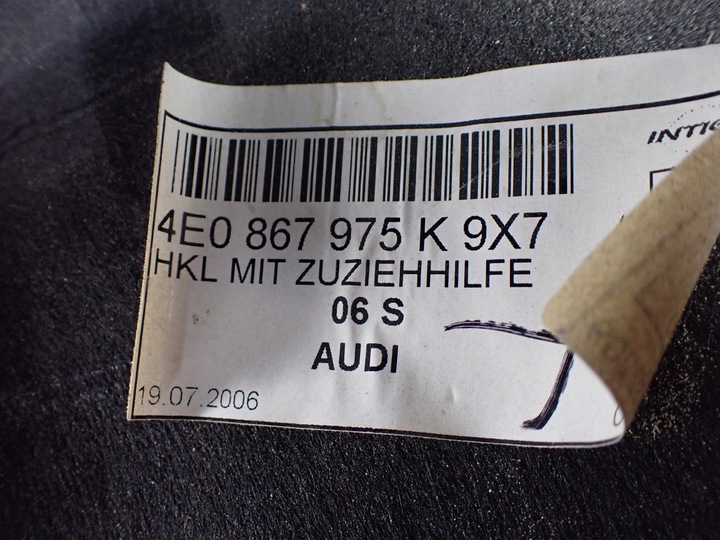 4E0 867 975 K 9X7
HKL MIT ZUZIEHHILFE
06 S
AUDI
19.07.2006